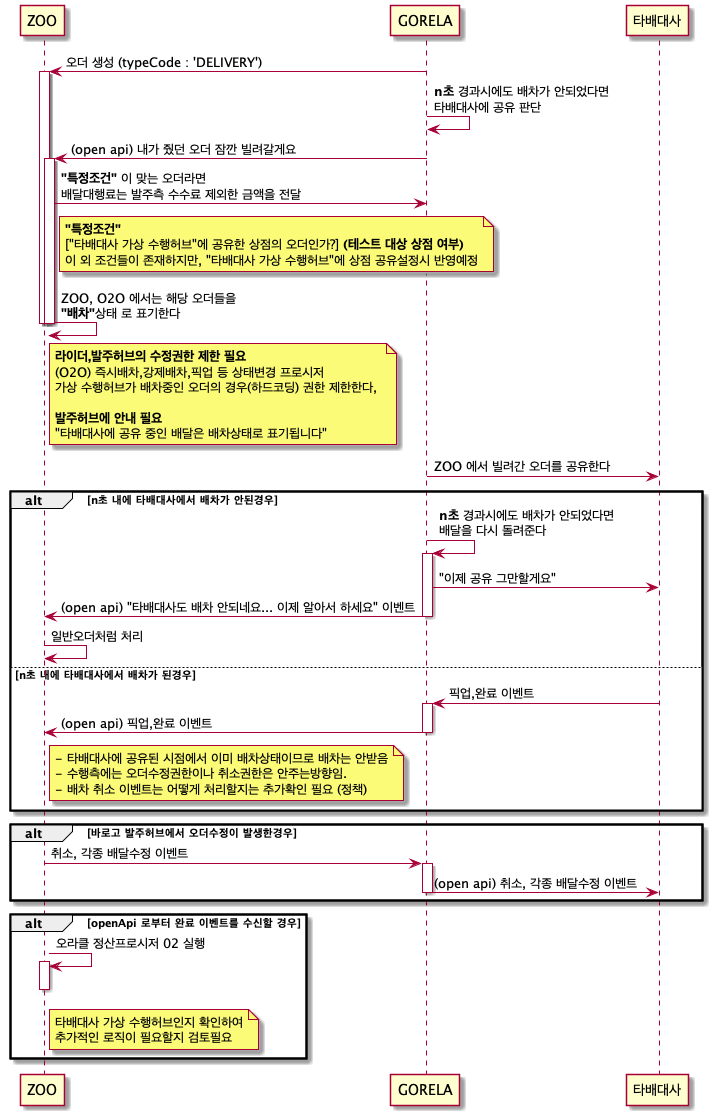 ZOO
GORELA
타배대사
오더 생성 (typeCode : 'DELIVERY')
n초 경과시에도 배차가 안되었다면
타배대사에 공유 판단
(open api) 내가 줬던 오더 잠깐 빌려갈게요
"특정조건" 이 맞는 오더라면
배달대행료는 발주측 수수료 제외한 금액을 전달
"특정조건"
["타배대사 가상 수행허브"에 공유한 상점의 오더인가?] (테스트 대상 상점 여부)
이 외 조건들이 존재하지만, "타배대사 가상 수행허브"에 상점 공유설정시 반영예정
ZOO, O2O 에서는 해당 오더들을
"배차"상태 로 표기한다
라이더,발주허브의 수정권한 제한 필요
(O2O) 즉시배차,강제배차,픽업 등 상태변경 프로시저
가상 수행허브가 배차중인 오더의 경우(하드코딩) 권한 제한한다,
발주허브에 안내 필요
"타배대사에 공유 중인 배달은 배차상태로 표기됩니다"
ZOO 에서 빌려간 오더를 공유한다
alt
[n초 내에 타배대사에서 배차가 안된경우]
n초 경과시에도 배차가 안되었다면
배달을 다시 돌려준다
"이제 공유 그만할게요"
(open api) "타배대사도 배차 안되네요... 이제 알아서 하세요" 이벤트
일반오더처럼 처리
[n초 내에 타배대사에서 배차가 된경우]
픽업,완료 이벤트
(open api) 픽업,완료 이벤트
- 타배대사에 공유된 시점에서 이미 배차상태이므로 배차는 안받음
- 수행측에는 오더수정권한이나 취소권한은 안주는방향임.
- 배차 취소 이벤트는 어떻게 처리할지는 추가확인 필요 (정책)
alt
[바로고 발주허브에서 오더수정이 발생한경우]
취소, 각종 배달수정 이벤트
(open api) 취소, 각종 배달수정 이벤트
alt
[openApi 로부터 완료 이벤트를 수신할 경우]
오라클 정산프로시저 02 실행
타배대사 가상 수행허브인지 확인하여
추가적인 로직이 필요할지 검토필요
ZOO
GORELA
타배대사